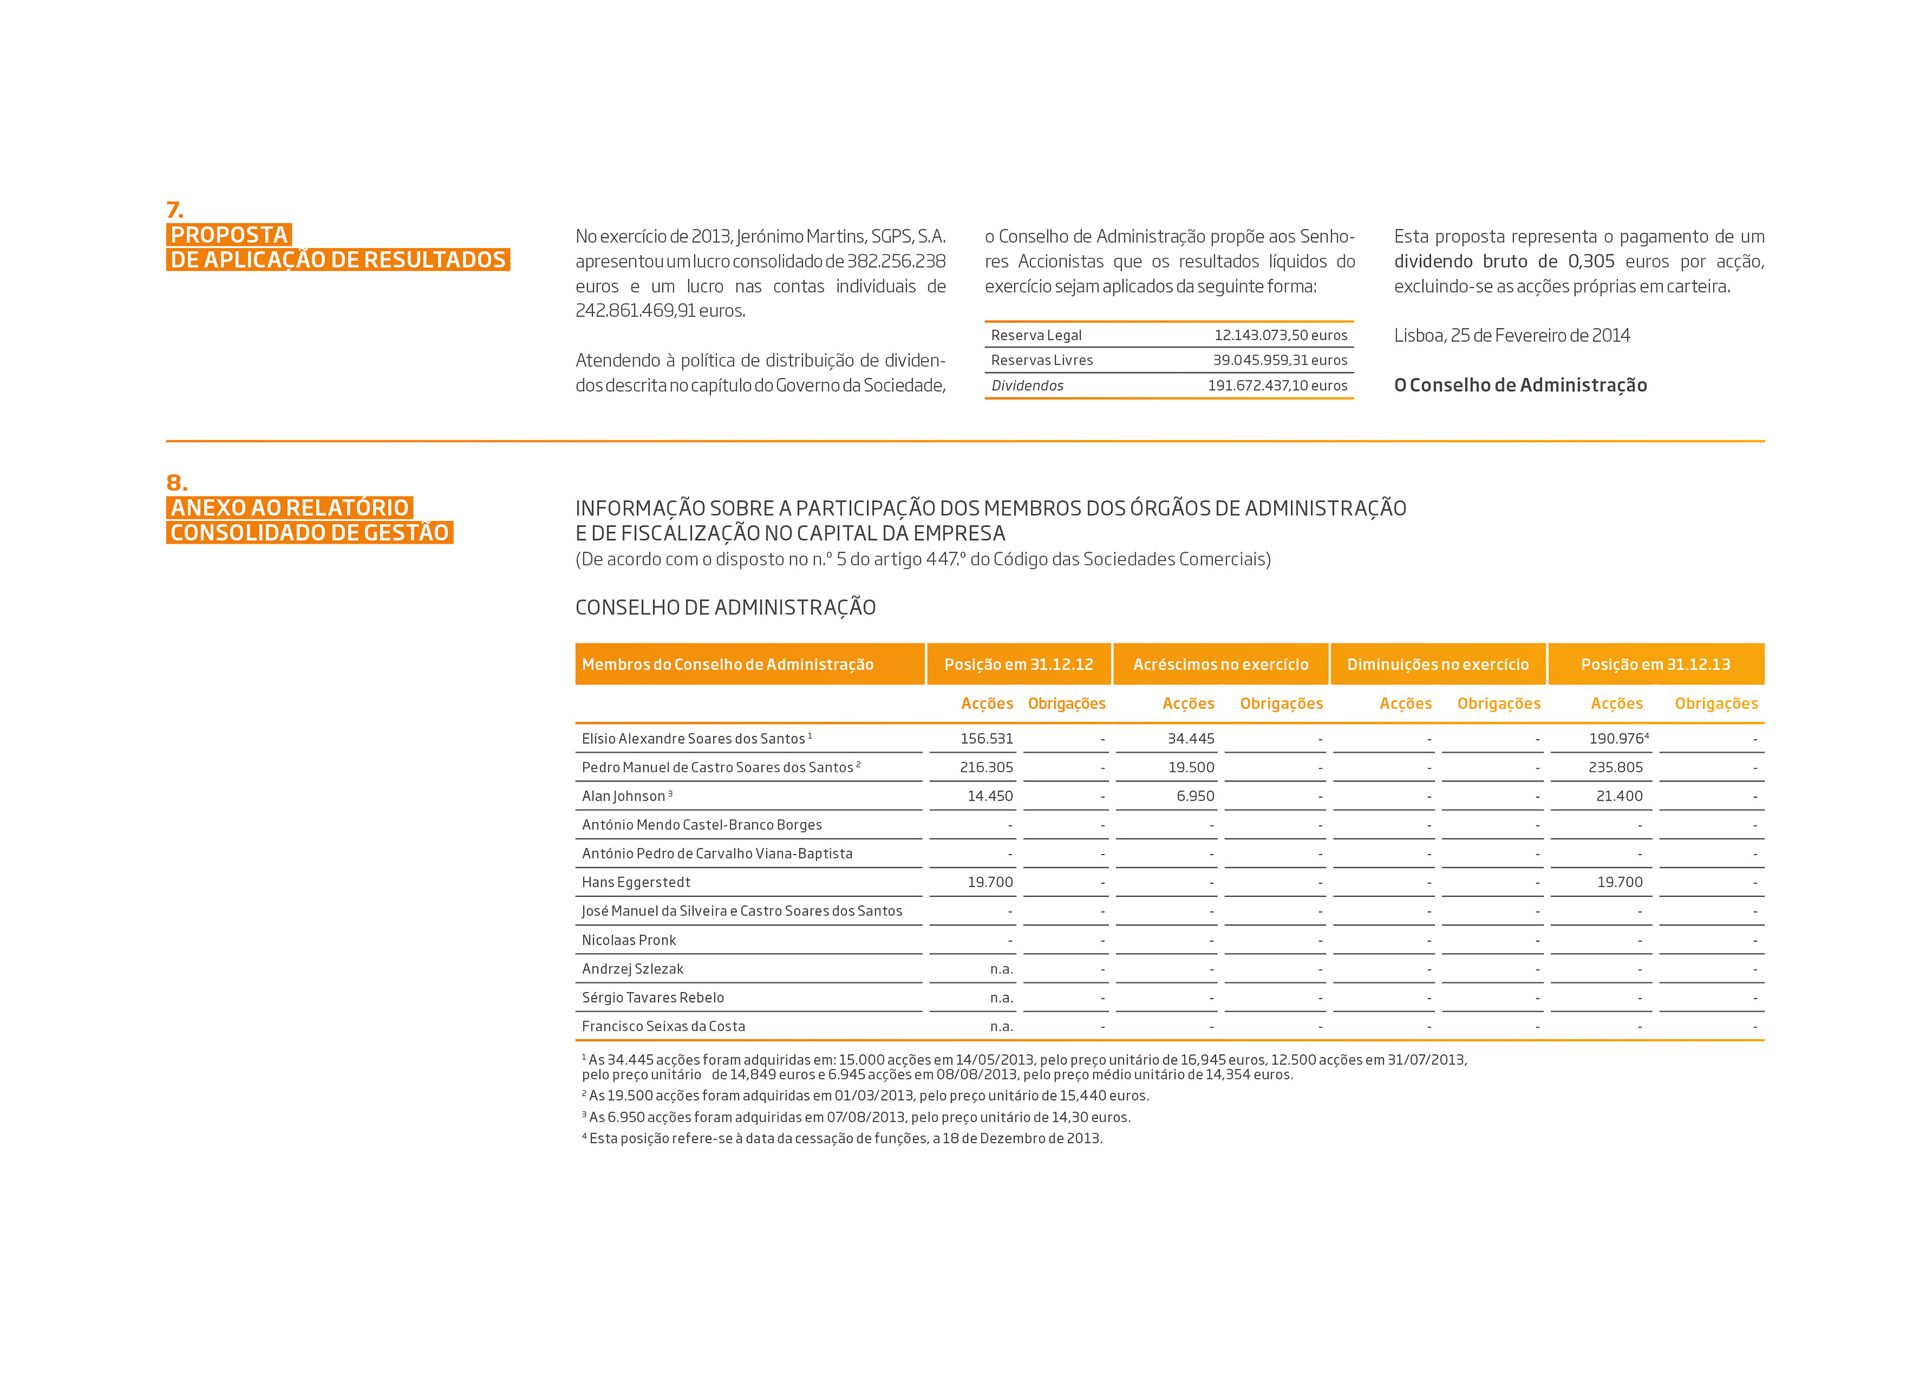 7.
PROPOSTA
DE APLICAÇÃO DE RESULTADOS
No exercício de 2013, Jerónimo Martins, SGPS, S.A.
apresentou um lucro consolidado de 382.256.238
euros e um lucro nas contas individuais de
242.861.469,91 euros.
Atendendo à política de distribuição de dividen-
dos descrita no capítulo do Governo da Sociedade,
o Conselho de Administração propõe aos Senho-
res Accionistas que os resultados líquidos do
exercício sejam aplicados da seguinte forma:
Reserva Legal 12.143.073,50 euros
Reservas Livres 39.045.959,31 euros
Dividendos 191.672.437,10 euros
Esta proposta representa o pagamento de um
dividendo bruto de 0,305 euros por acção,
excluindo-se as acções próprias em carteira.
Lisboa, 25 de Fevereiro de 2014
O Conselho de Administração
8.
ANEXO AO RELATÓRIO
CONSOLIDADO DE GESTÃO
INFORMAÇÃO SOBRE A PARTICIPAÇÃO DOS MEMBROS DOS ÓRGÃOS DE ADMINISTRAÇÃO
E DE FISCALIZAÇÃO NO CAPITAL DA EMPRESA
(De acordo com o disposto no n.º 5 do artigo 447.º do Código das Sociedades Comerciais)
CONSELHO DE ADMINISTRAÇÃO
Membros do Conselho de Administração Posição em 31.12.12 Acréscimos no exercício Diminuições no exercício Posição em 31.12.13
Acções Obrigações Acções Obrigações Acções Obrigações Acções Obrigações
Elísio Alexandre Soares dos Santos ¹ 156.531 - 34.445 - - - 190.976⁴ -
Pedro Manuel de Castro Soares dos Santos ² 216.305 - 19.500 - - - 235.805 -
Alan Johnson ³ 14.450 - 6.950 - - - 21.400 -
António Mendo Castel-Branco Borges - - - - - - - -
António Pedro de Carvalho Viana-Baptista - - - - - - - -
Hans Eggerstedt 19.700 - - - - - 19.700 -
José Manuel da Silveira e Castro Soares dos Santos - - - - - - - -
Nicolaas Pronk - - - - - - - -
Andrzej Szlezak n.a. - - - - - - -
Sérgio Tavares Rebelo n.a. - - - - - - -
Francisco Seixas da Costa n.a. - - - - - - -
¹ As 34.445 acções foram adquiridas em: 15.000 acções em 14/05/2013, pelo preço unitário de 16,945 euros, 12.500 acções em 31/07/2013,
pelo preço unitário de 14,849 euros e 6.945 acções em 08/08/2013, pelo preço médio unitário de 14,354 euros.
² As 19.500 acções foram adquiridas em 01/03/2013, pelo preço unitário de 15,440 euros.
³ As 6.950 acções foram adquiridas em 07/08/2013, pelo preço unitário de 14,30 euros.
⁴ Esta posição refere-se à data da cessação de funções, a 18 de Dezembro de 2013.